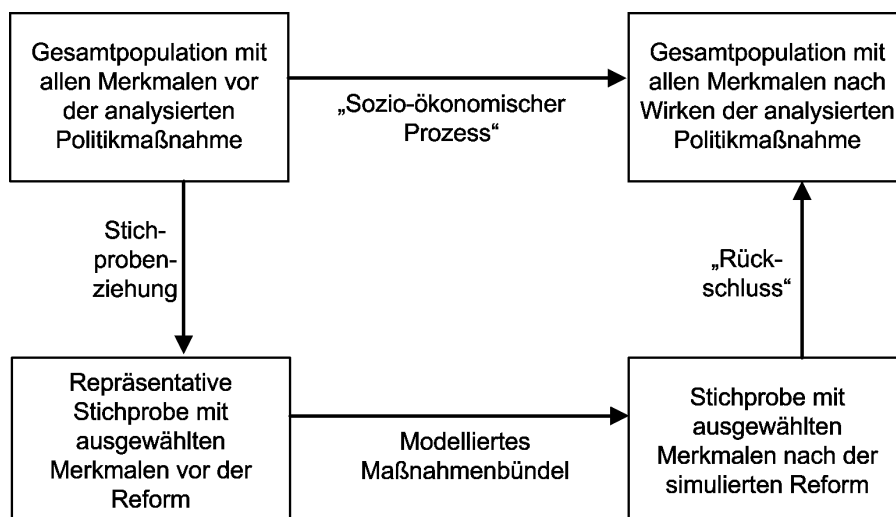 Gesamtpopulation mit
allen Merkmalen vor
der analysierten
Politikmaßnahme
„Sozio-ökonomischer
Prozess“
Gesamtpopulation mit
allen Merkmalen nach
Wirken der analysierten
Politikmaßnahme
Stich-
proben-
ziehung
„Rück-
schluss“
Repräsentative
Stichprobe mit
ausgewählten
Merkmalen vor der
Reform
Modelliertes
Maßnahmenbündel
Stichprobe mit
ausgewählten
Merkmalen nach der
simulierten Reform